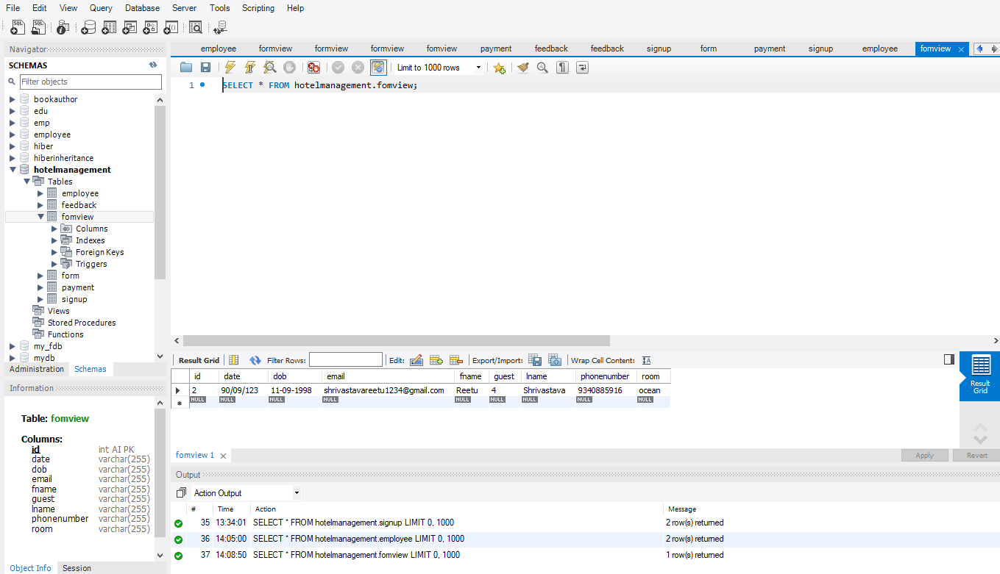 File Edit View Query Database Server Tools Scripting Help
Navigator
SCHEMAS
Filter objects
bookauthor
edu
emp
employee
hiber
hiberinheritance
hotelmanagement
Tables
employee
feedback
fomview
Columns
Indexes
Foreign Keys
Triggers
form
payment
signup
Views
Stored Procedures
Functions
my_fdb
mydb
Administration Schemas
Information
Table: fomview
Columns:
id int AI PK
date varchar(255)
dob varchar(255)
email varchar(255)
fname varchar(255)
guest varchar(255)
lname varchar(255)
phonenumber varchar(255)
room varchar(255)
Object Info Session
employee formview formview formview fomview payment feedback feedback signup form payment signup employee fomview
Limit to 1000 rows
1 SELECT * FROM hotelmanagement.fomview;
Result Grid Filter Rows: Edit: Export/Import: Wrap Cell Content: IA
id date dob email fname guest lname phonenumber room
2 90/09/123 11-09-1998 shrivastavareetu1234@gmail.com Reetu 4 Shrivastava 9340885916 ocean
NULL NULL NULL NULL NULL NULL NULL NULL NULL
Result
Grid
fomview 1
Apply Revert
Output
Action Output
# Time Action Message
35 13:34:01 SELECT * FROM hotelmanagement.signup LIMIT 0, 1000 2 row(s) returned
36 14:05:00 SELECT * FROM hotelmanagement.employee LIMIT 0, 1000 2 row(s) returned
37 14:08:50 SELECT * FROM hotelmanagement.fomview LIMIT 0, 1000 1 row(s) returned